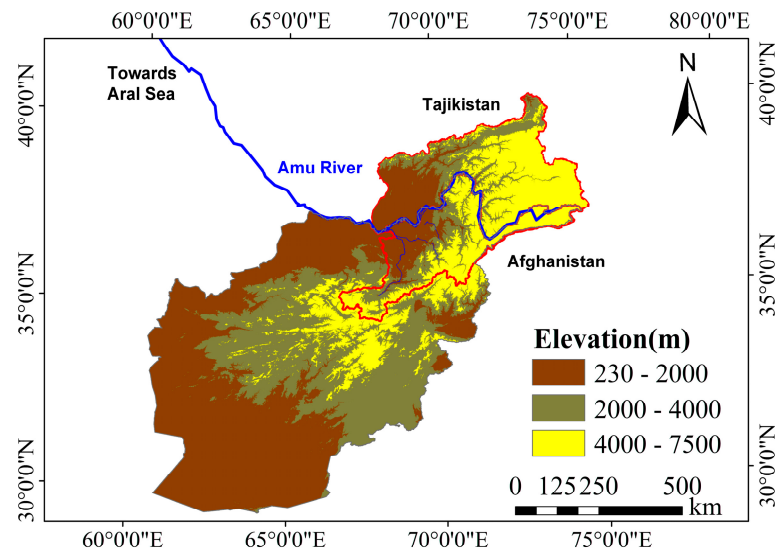 60°0'0"E 65°0'0"E 70°0'0"E 75°0'0"E 80°0'0"E
N
Towards
Aral Sea
Tajikistan
40°0'0"N
40°0'0"N
Amu River
Afghanistan
35°0'0"N
35°0'0"N
Elevation(m)
230 - 2000
2000 - 4000
4000 - 7500
30°0'0"N
30°0'0"N
0 125 250 500
km
60°0'0"E 65°0'0"E 70°0'0"E 75°0'0"E